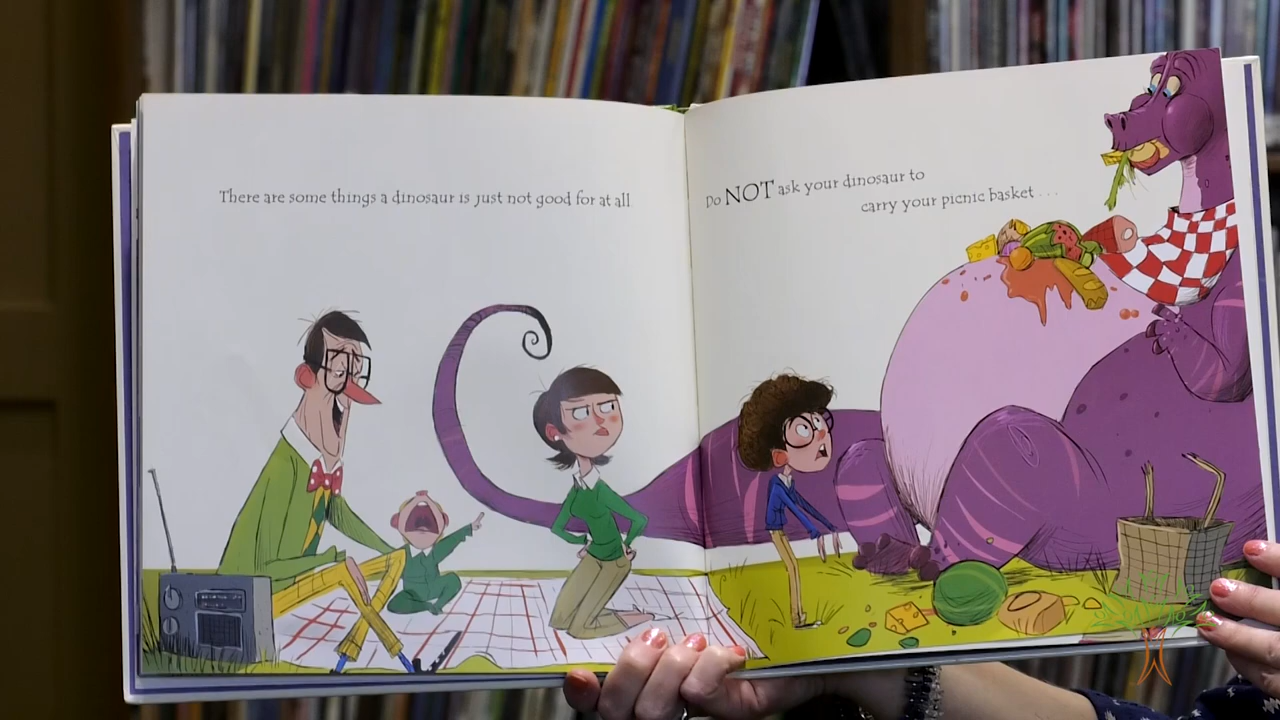 There are some things a dinosaur is just not good for at all.
Do NOT ask your dinosaur to
carry your picnic basket . . .